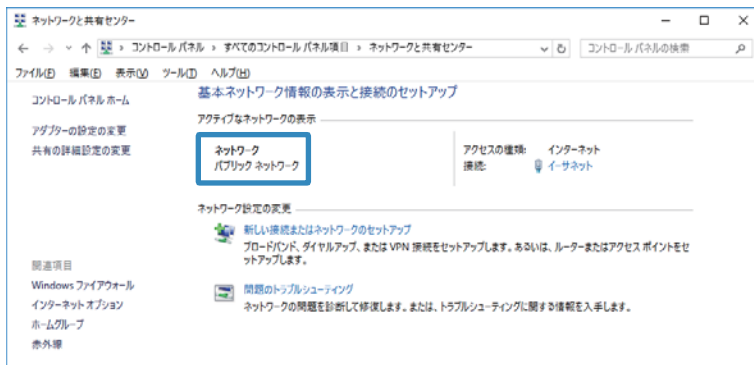 ネットワークと共有センター
コントロール パネル › すべてのコントロール パネル項目 › ネットワークと共有センター
コントロール パネルの検索
ファイル(F) 編集(E) 表示(V) ツール(T) ヘルプ(H)
コントロール パネル ホーム
アダプターの設定の変更
共有の詳細設定の変更
基本ネットワーク情報の表示と接続のセットアップ
アクティブなネットワークの表示
ネットワーク
パブリック ネットワーク
アクセスの種類: インターネット
接続: イーサネット
ネットワーク設定の変更
新しい接続またはネットワークのセットアップ
ブロードバンド、ダイヤルアップ、または VPN 接続をセットアップします。あるいは、ルーターまたはアクセス ポイントをセ
ットアップします。
問題のトラブルシューティング
ネットワークの問題を診断して修復します。または、トラブルシューティングに関する情報を入手します。
関連項目
Windows ファイアウォール
インターネット オプション
ホームグループ
赤外線